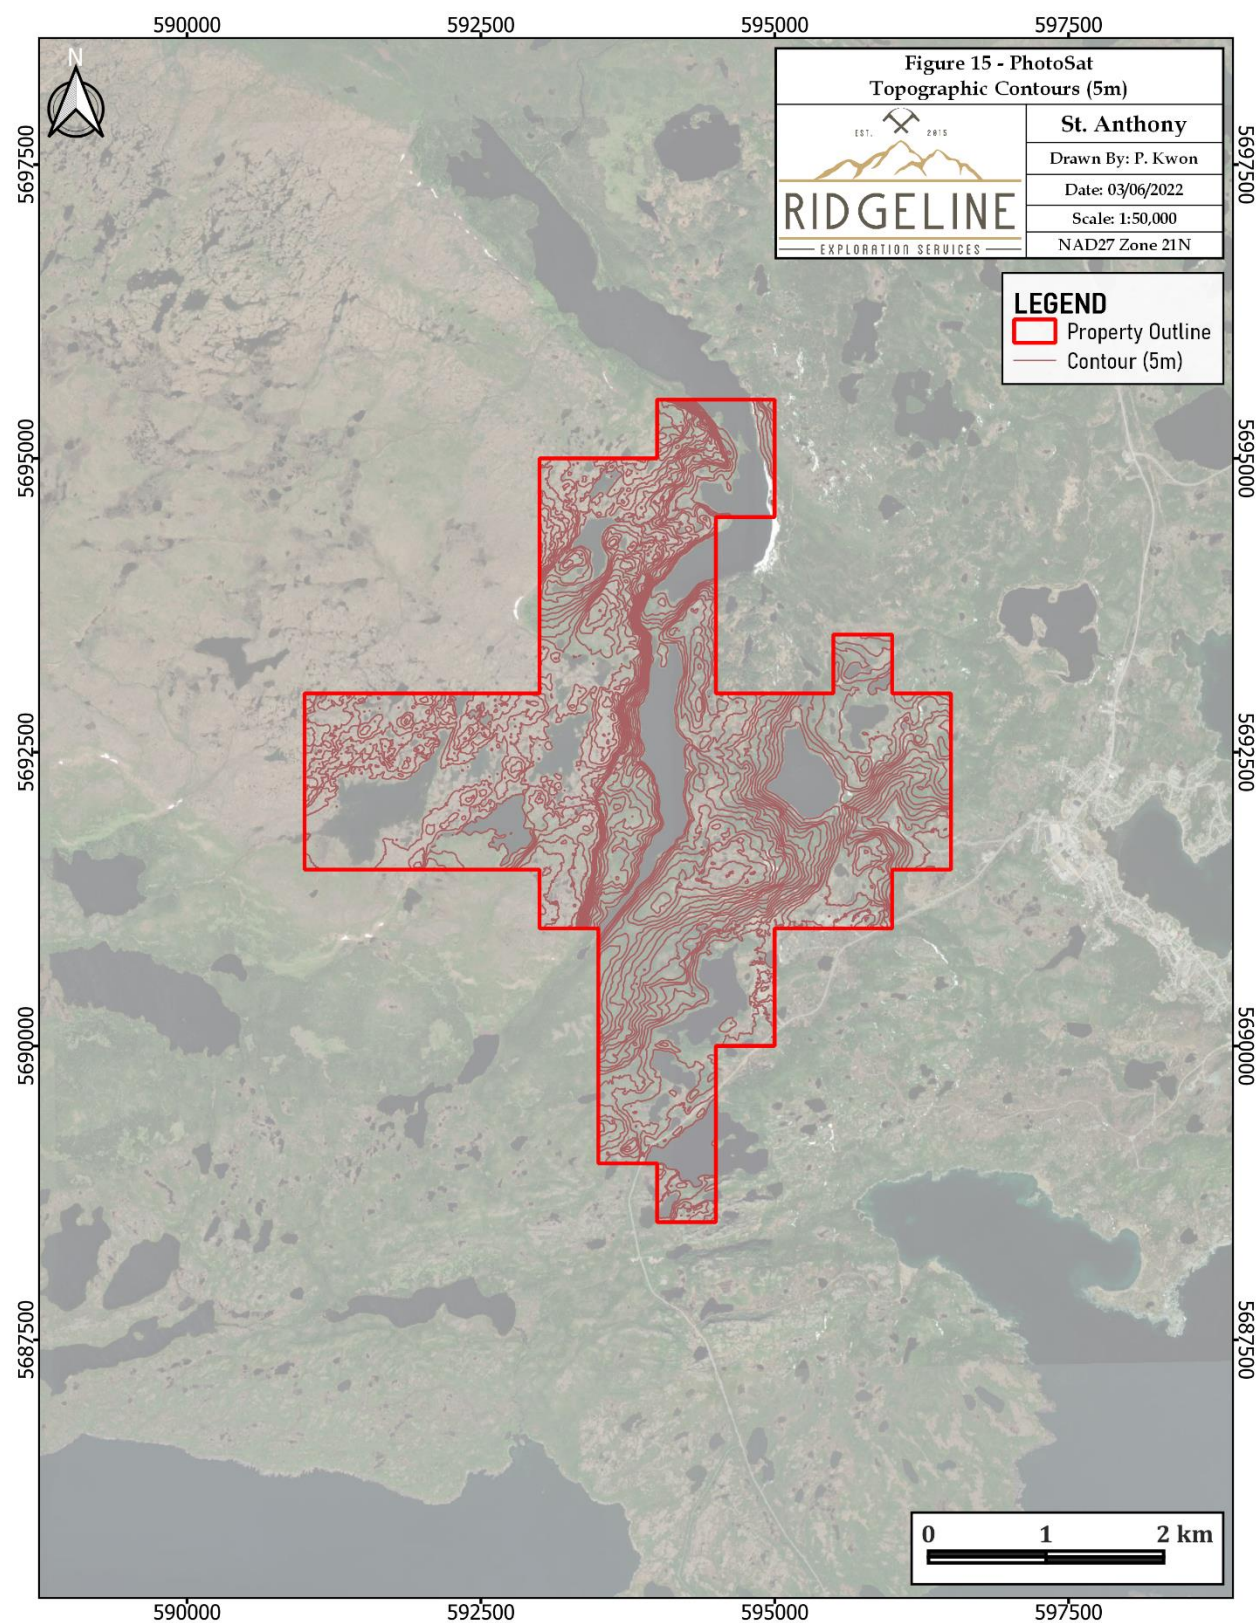 590000 592500 595000 597500
N
Figure 15 - PhotoSat
Topographic Contours (5m)
EST. 2015
RIDGELINE
EXPLORATION SERVICES
St. Anthony
Drawn By: P. Kwon
Date: 03/06/2022
Scale: 1:50,000
NAD27 Zone 21N
LEGEND
Property Outline
Contour (5m)
5697500 5697500
5695000 5695000
5692500 5692500
5690000 5690000
5687500 5687500
0 1 2 km
590000 592500 595000 597500